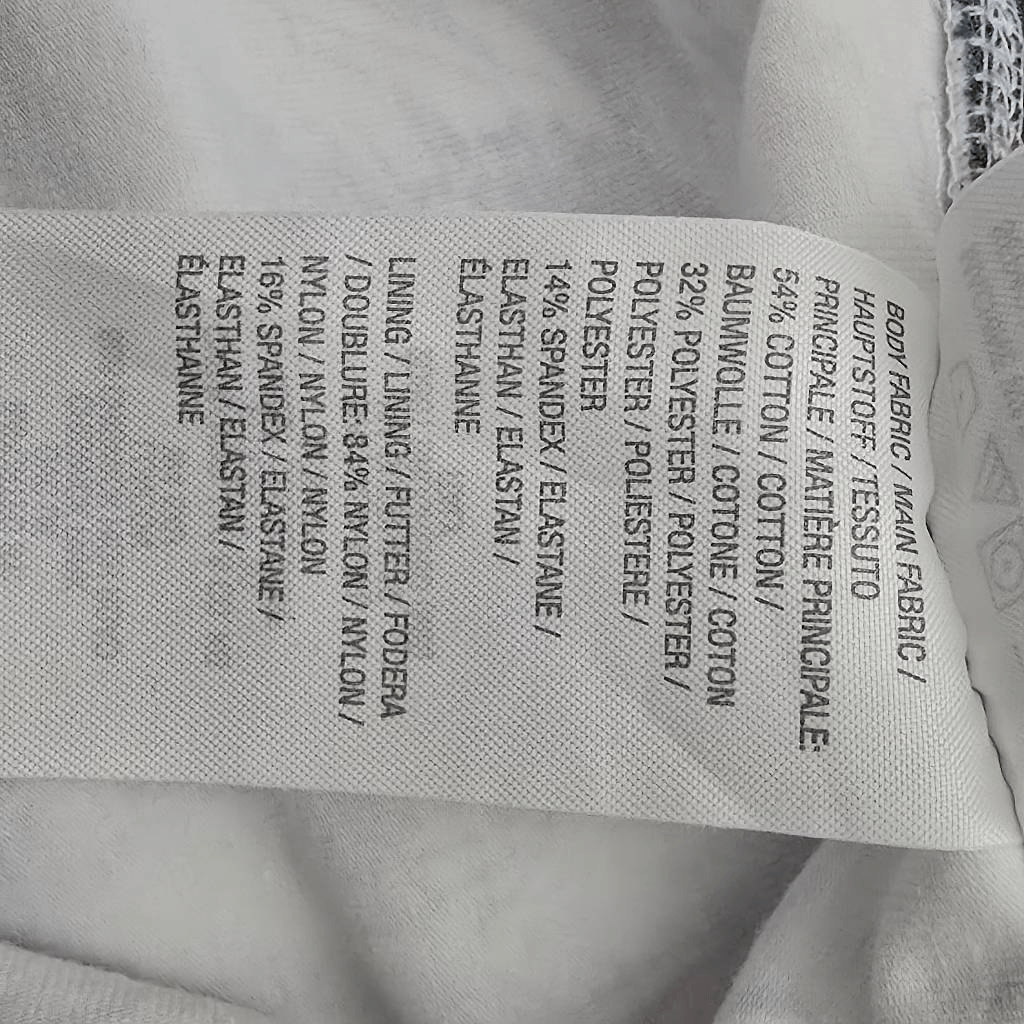 BODY FABRIC / MAIN FABRIC /
HAUPTSTOFF / TESSUTO
PRINCIPALE / MATIÈRE PRINCIPALE:
54% COTTON / COTTON /
BAUMWOLLE / COTONE / COTON
32% POLYESTER / POLYESTER /
POLYESTER / POLIESTERE /
POLYESTER
14% SPANDEX / ELASTANE /
ELASTHAN / ELASTAN /
ÉLASTHANNE
LINING / LINING / FUTTER / FODERA
/ DOUBLURE: 84% NYLON / NYLON /
NYLON / NYLON / NYLON
16% SPANDEX / ELASTANE /
ELASTHAN / ELASTAN /
ÉLASTHANNE